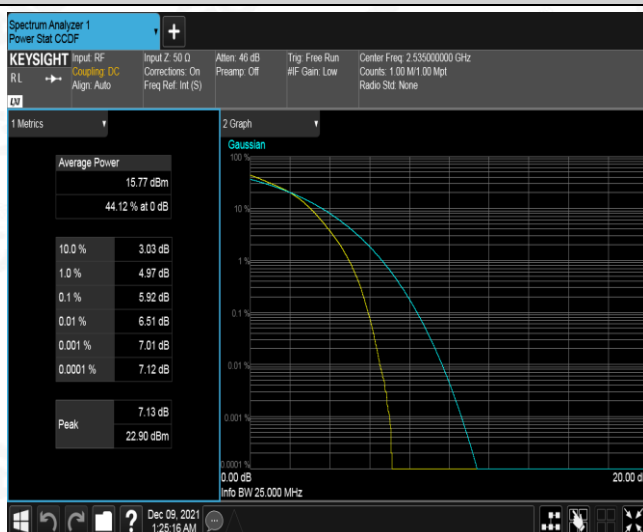 Spectrum Analyzer 1
Power Stat CCDF
+
KEYSIGHT Input: RF
RL
Coupling: DC
Align: Auto
LXI
Input Z: 50 Ω
Corrections: On
Freq Ref: Int (S)
Atten: 46 dB
Preamp: Off
Trig: Free Run
#IF Gain: Low
Center Freq: 2.535000000 GHz
Counts: 1.00 M/1.00 Mpt
Radio Std: None
1 Metrics
Average Power
15.77 dBm
44.12 % at 0 dB
10.0 % 3.03 dB
1.0 % 4.97 dB
0.1 % 5.92 dB
0.01 % 6.51 dB
0.001 % 7.01 dB
0.0001 % 7.12 dB
Peak
7.13 dB
22.90 dBm
2 Graph
Gaussian
100 %
10 %
1 %
0.1 %
0.01 %
0.001 %
0.0001 %
0.00 dB
20.00 d
Info BW 25.000 MHz
?
Dec 09, 2021
1:25:16 AM